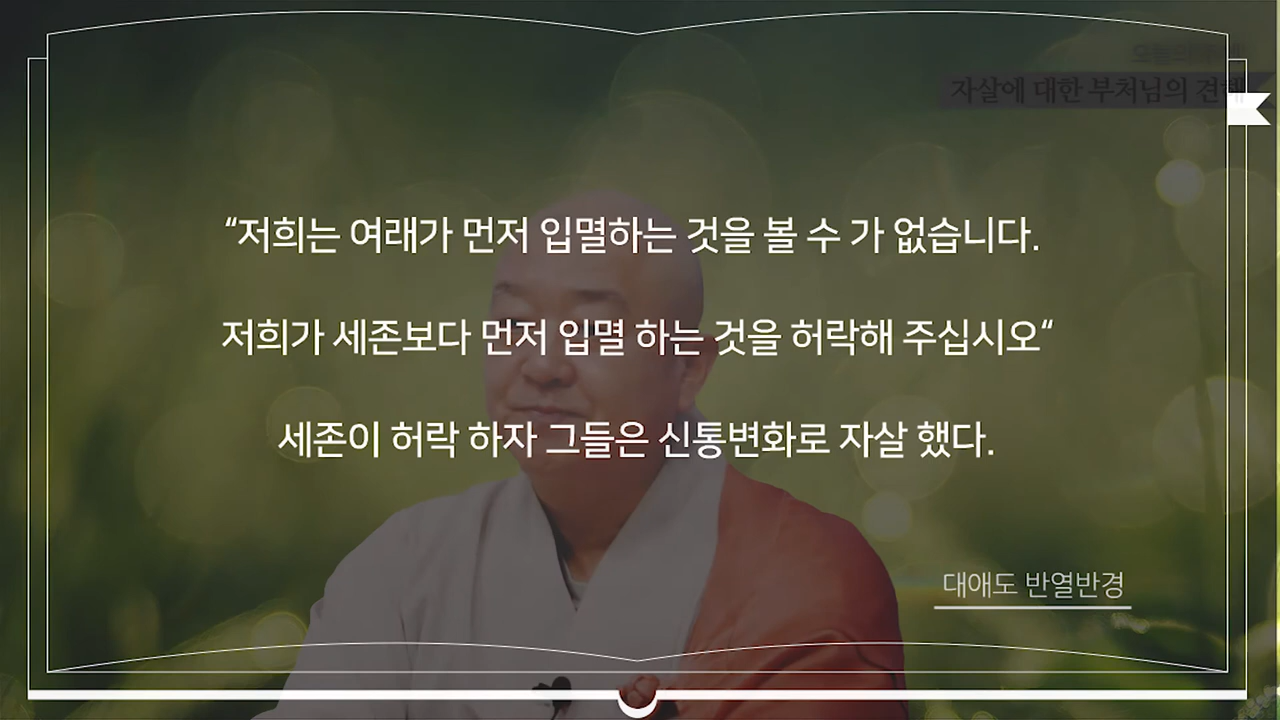 자살에 대한 부처님의 견해
“저희는 여래가 먼저 입멸하는 것을 볼 수 가 없습니다.
저희가 세존보다 먼저 입멸 하는 것을 허락해 주십시오“
세존이 허락 하자 그들은 신통변화로 자살 했다.
대애도 반열반경